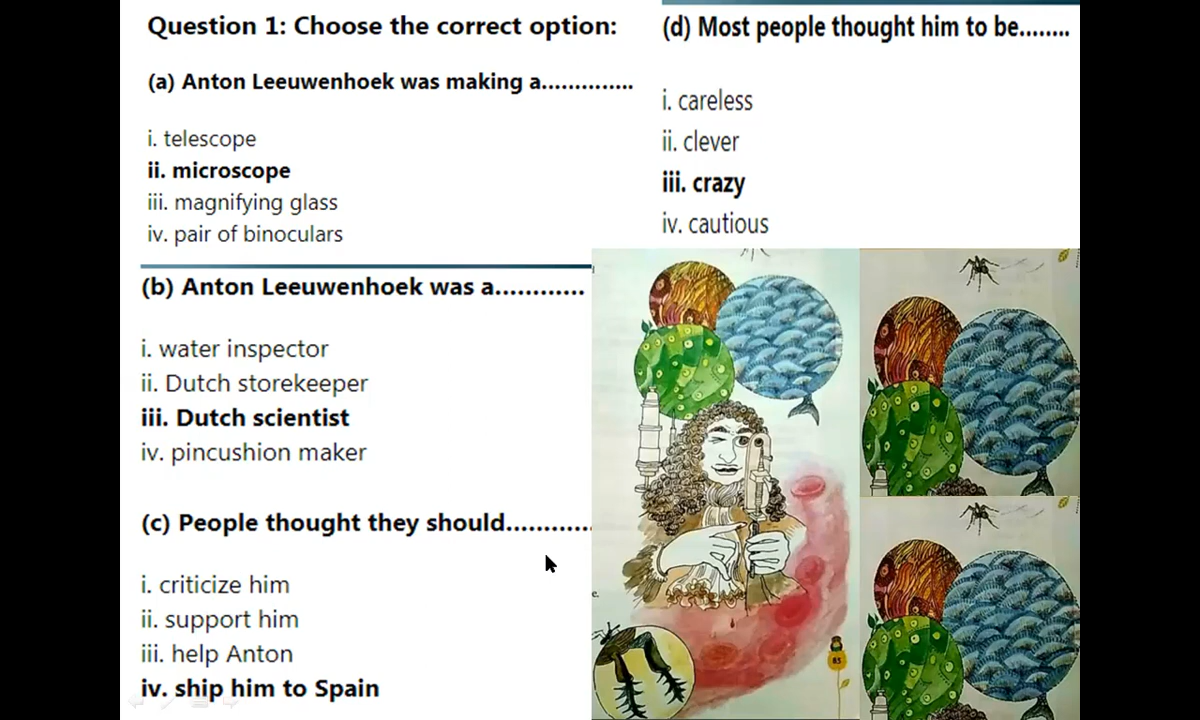 Question 1: Choose the correct option:
(a) Anton Leeuwenhoek was making a..............
i. telescope
ii. microscope
iii. magnifying glass
iv. pair of binoculars
(b) Anton Leeuwenhoek was a............
i. water inspector
ii. Dutch storekeeper
iii. Dutch scientist
iv. pincushion maker
(c) People thought they should............
i. criticize him
ii. support him
iii. help Anton
iv. ship him to Spain
(d) Most people thought him to be........
i. careless
ii. clever
iii. crazy
iv. cautious
85